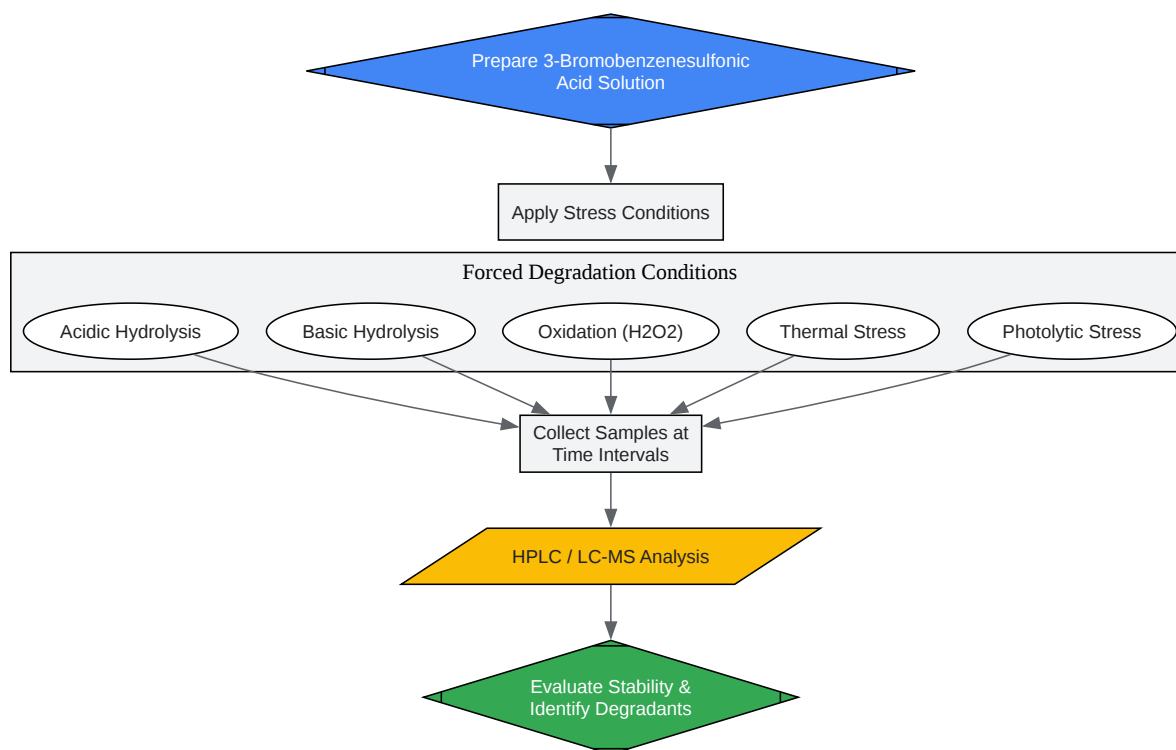 Prepare 3-Bromobenzenesulfonic
Acid Solution
Apply Stress Conditions
Forced Degradation Conditions
Acidic Hydrolysis
Basic Hydrolysis
Oxidation (H2O2)
Thermal Stress
Photolytic Stress
Collect Samples at
Time Intervals
HPLC / LC-MS Analysis
Evaluate Stability &
Identify Degradants